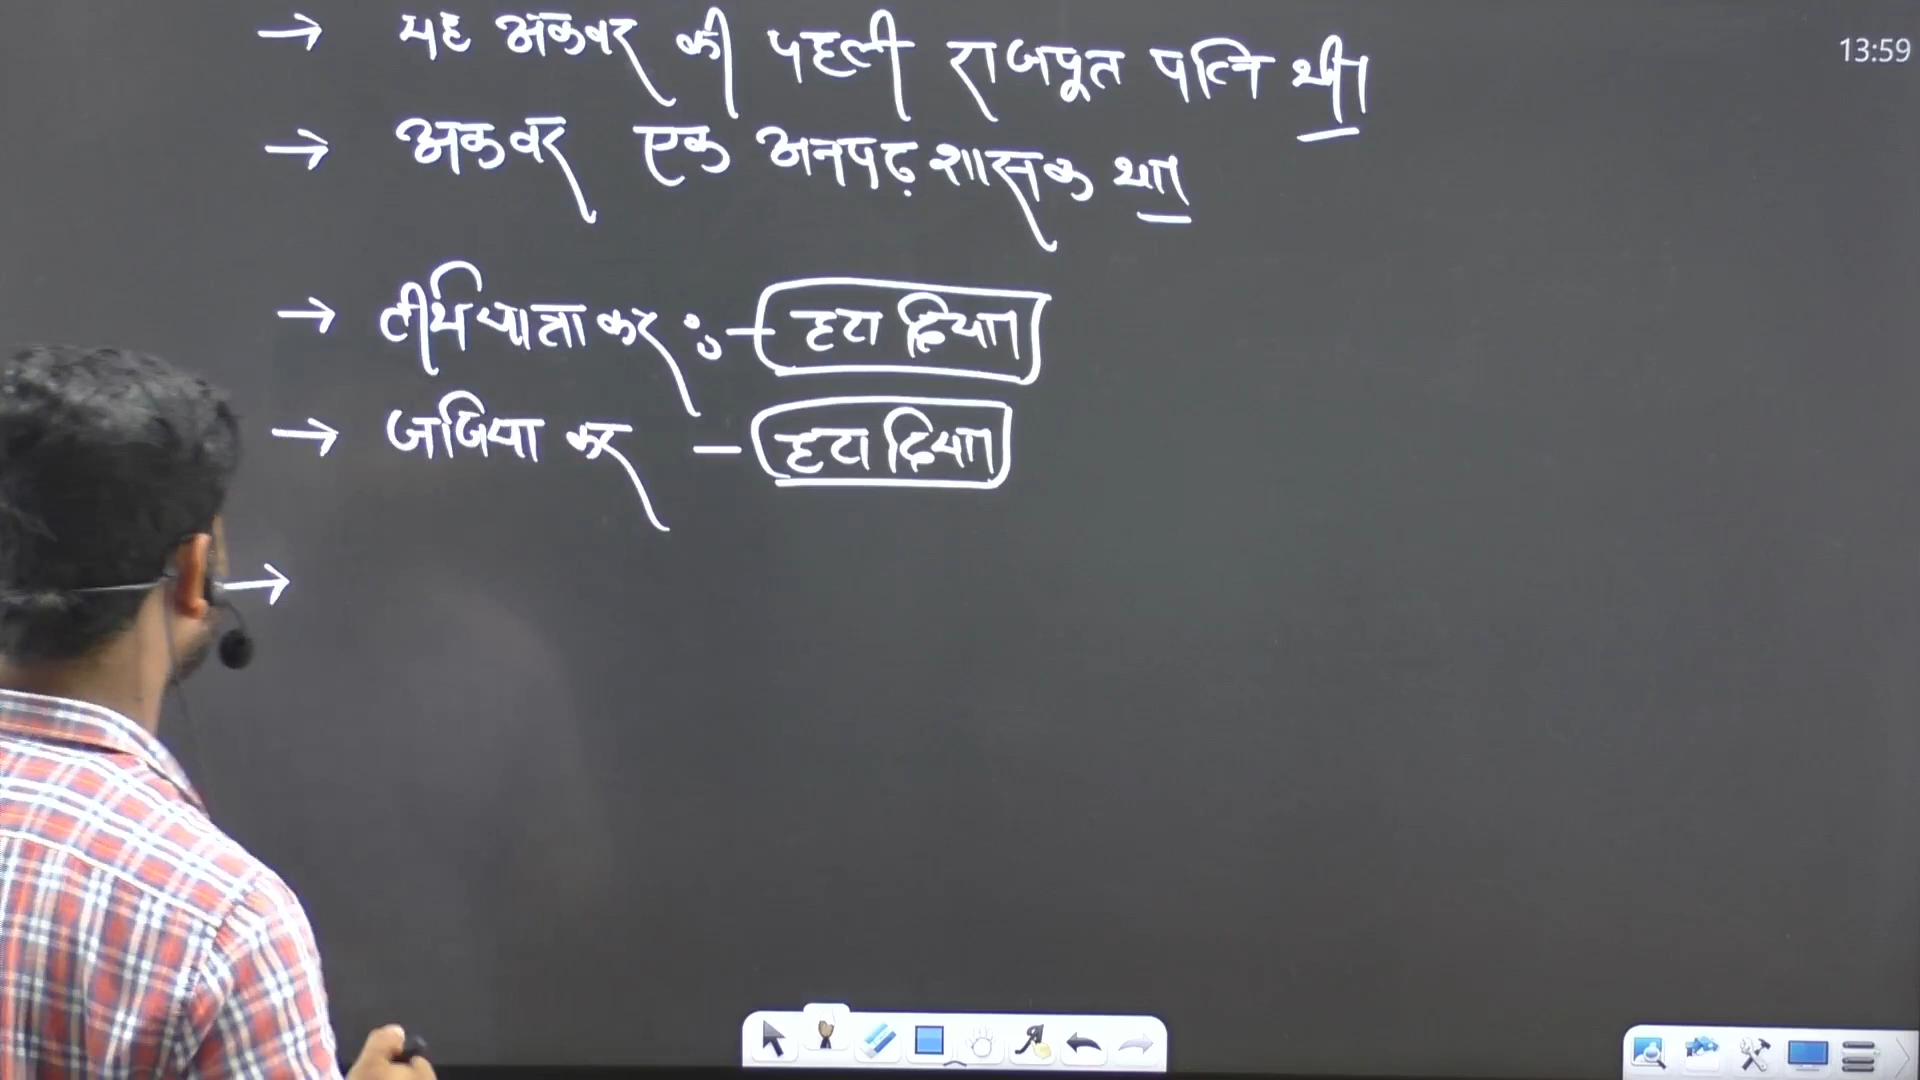 → यह अकबर की पहली राजपूत पत्नि थी।
13:59
→ अकबर एक अनपढ़ शासक था
→ तीर्थयात्रा कर :- हटा दिया
→ जजिया कर - हटा दिया
→